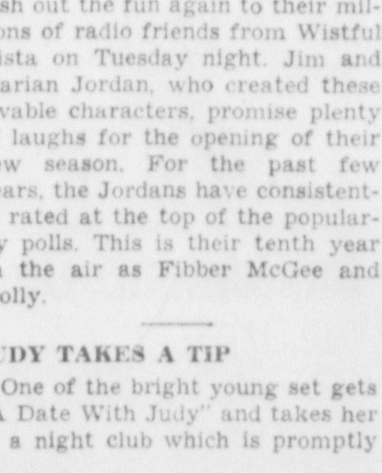 sh out the fun again to their mil-
ons of radio friends from Wistful
ista on Tuesday night. Jim and
arian Jordan, who created these
vable characters, promise plenty
laughs for the opening of their
ew season. For the past few
ears, the Jordans have consistent-
rated at the top of the popular-
y polls. This is their tenth year
the air as Fibber McGee and
olly.
UDY TAKES A TIP
One of the bright young set gets
A Date With Judy" and takes her
a night club which is promptly